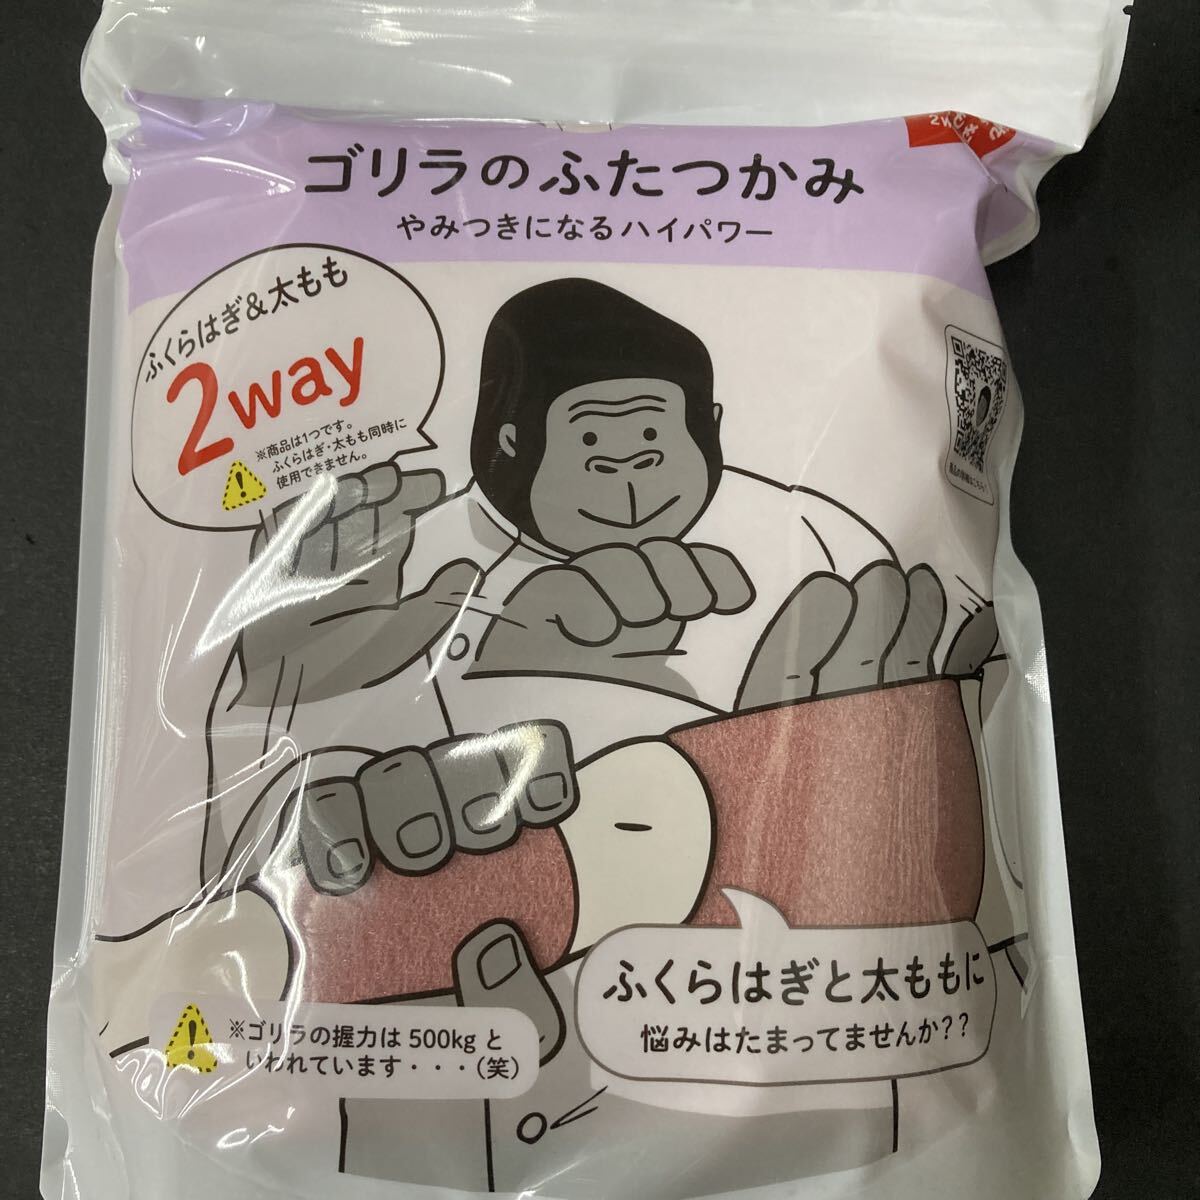 ゴリラのふたつかみ
やみつきになるハイパワー
ふくらはぎ&太もも
2way
※商品は1つです。
ふくらはぎ・太もも同時に
使用できません。
ふくらはぎと太ももに
悩みはたまってませんか??
※ゴリラの握力は500kgと
いわれています・・・(笑)